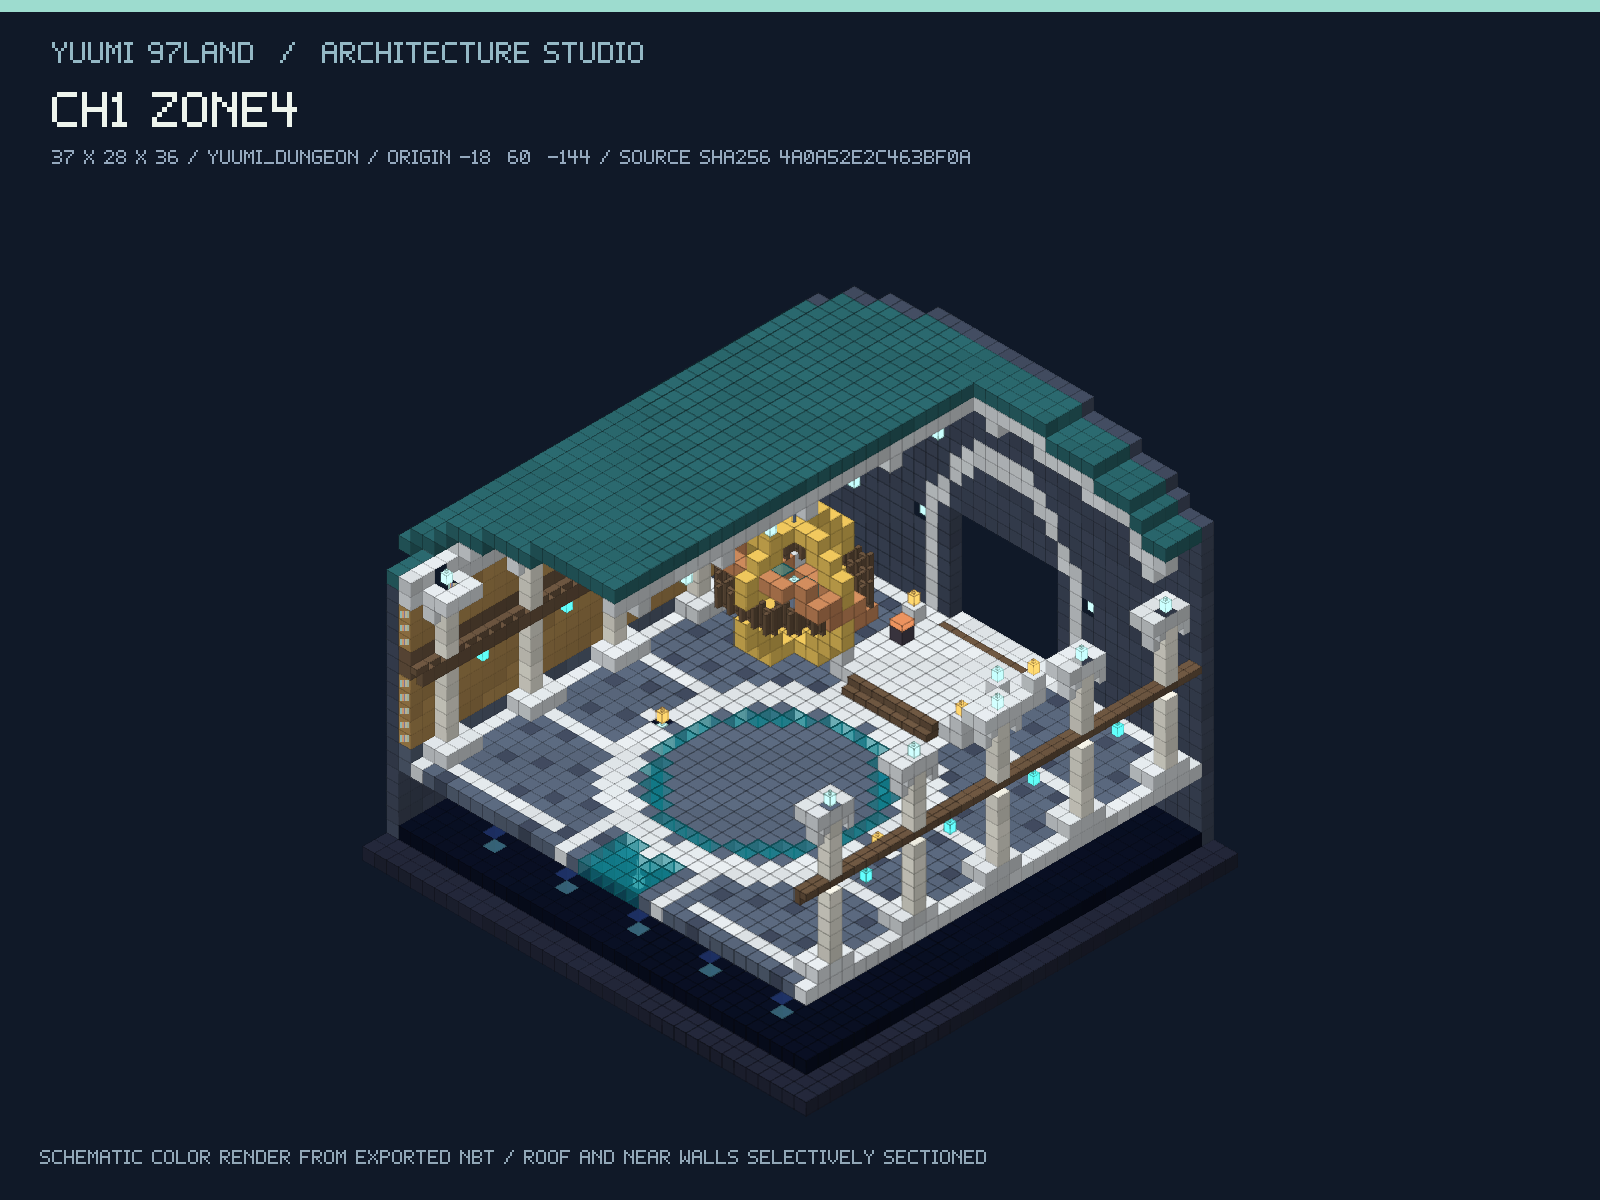 YUUMI 97LAND / ARCHITECTURE STUDIO
CH1 ZONE4
37 X 28 X 36 / YUUMI_DUNGEON / ORIGIN -18 60 -144 / SOURCE SHA256 4A0A52E2C463BF0A
SCHEMATIC COLOR RENDER FROM EXPORTED NBT / ROOF AND NEAR WALLS SELECTIVELY SECTIONED